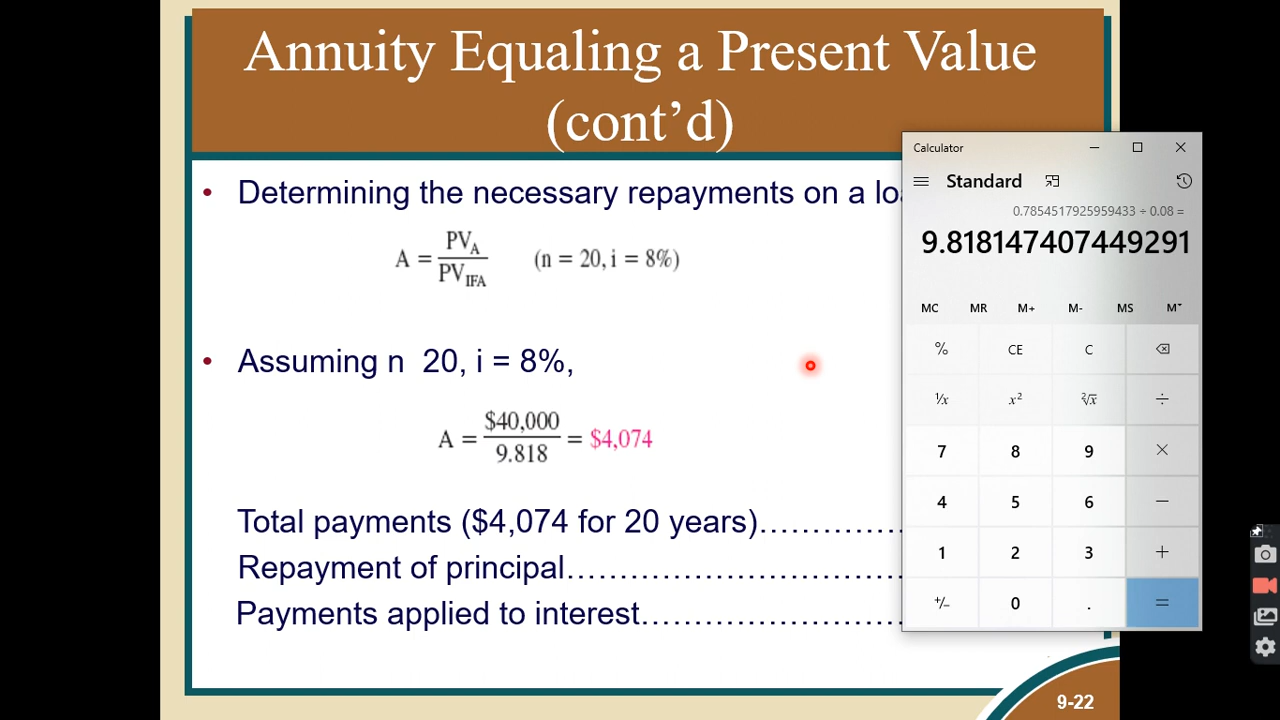 Annuity Equaling a Present Value
(cont’d)
• Determining the necessary repayments on a lo
A = PV_A / PV_IFA (n = 20, i = 8%)
• Assuming n 20, i = 8%,
A = $40,000 / 9.818 = $4,074
Total payments ($4,074 for 20 years)..............
Repayment of principal................................
Payments applied to interest.........................
9-22
Calculator
Standard
0.7854517925959433 ÷ 0.08 =
9.818147407449291
MC MR M+ M- MS M˅
% CE C
¹/x x² ²√x ÷
7 8 9 ×
4 5 6 −
1 2 3 +
+/− 0 . =